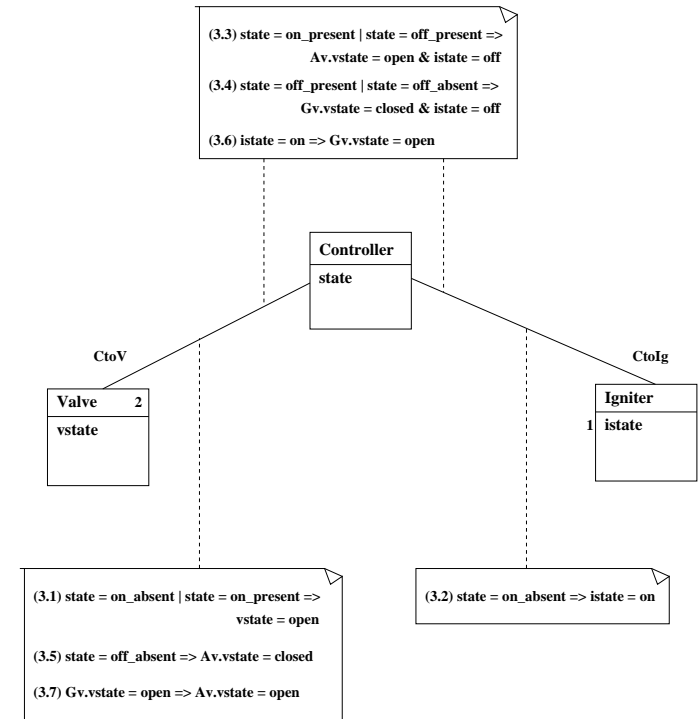 (3.3) state = on_present | state = off_present =>
Av.vstate = open & istate = off
(3.4) state = off_present | state = off_absent =>
Gv.vstate = closed & istate = off
(3.6) istate = on => Gv.vstate = open
Controller
state
CtoV
CtoIg
Valve 2
vstate
Igniter
1 istate
(3.1) state = on_absent | state = on_present =>
vstate = open
(3.5) state = off_absent => Av.vstate = closed
(3.7) Gv.vstate = open => Av.vstate = open
(3.2) state = on_absent => istate = on